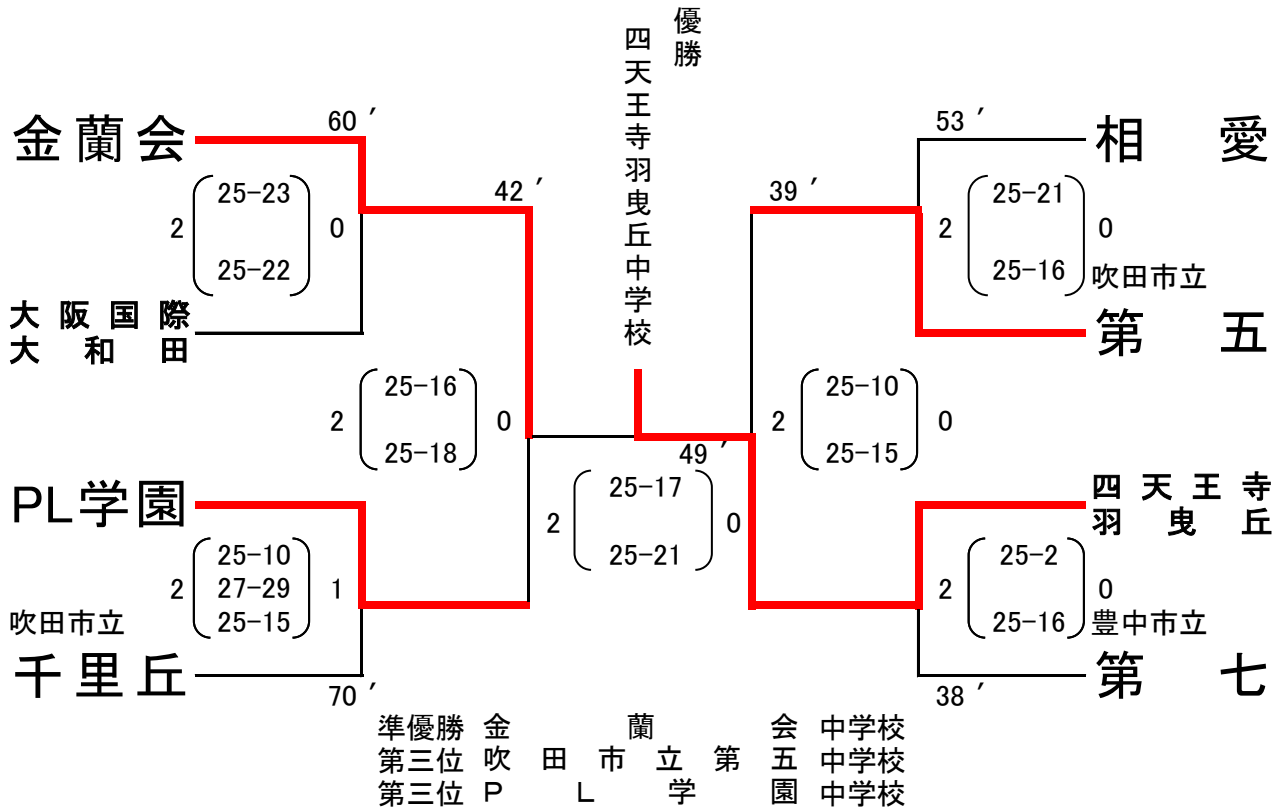 優勝
四天王寺羽曳丘中学校
金蘭会
60 ′
2
25-23
25-22
0
大阪国際
大和田
42 ′
2
25-16
25-18
0
PL学園
2
25-10
27-29
25-15
1
吹田市立
千里丘
70 ′
49 ′
2
25-17
25-21
0
53 ′
相愛
39 ′
2
25-21
25-16
0
吹田市立
第五
2
25-10
25-15
0
四天王寺
羽曳丘
2
25-2
25-16
0
豊中市立
第七
38 ′
準優勝 金蘭会 中学校
第三位 吹田市立第五 中学校
第三位 ＰＬ学園 中学校